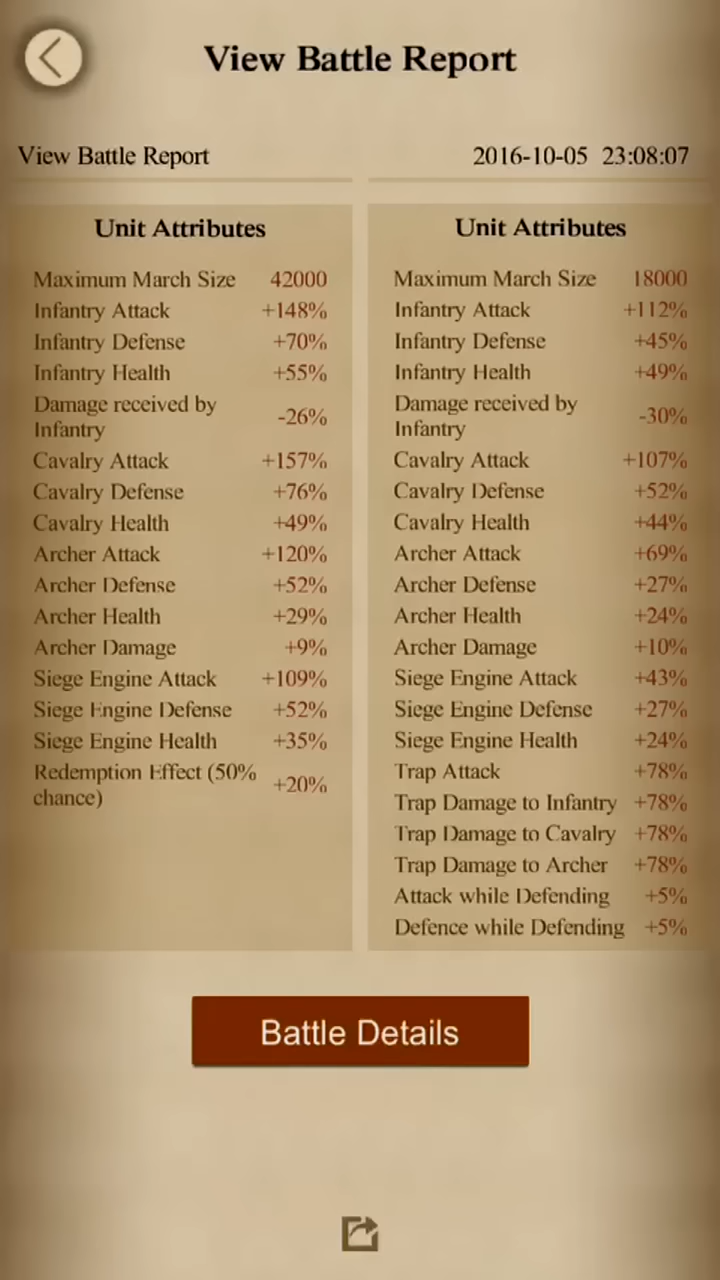 View Battle Report
View Battle Report
2016-10-05 23:08:07
Unit Attributes
Maximum March Size 42000
Infantry Attack +148%
Infantry Defense +70%
Infantry Health +55%
Damage received by
Infantry -26%
Cavalry Attack +157%
Cavalry Defense +76%
Cavalry Health +49%
Archer Attack +120%
Archer Defense +52%
Archer Health +29%
Archer Damage +9%
Siege Engine Attack +109%
Siege Engine Defense +52%
Siege Engine Health +35%
Redemption Effect (50%
chance) +20%
Unit Attributes
Maximum March Size 18000
Infantry Attack +112%
Infantry Defense +45%
Infantry Health +49%
Damage received by
Infantry -30%
Cavalry Attack +107%
Cavalry Defense +52%
Cavalry Health +44%
Archer Attack +69%
Archer Defense +27%
Archer Health +24%
Archer Damage +10%
Siege Engine Attack +43%
Siege Engine Defense +27%
Siege Engine Health +24%
Trap Attack +78%
Trap Damage to Infantry +78%
Trap Damage to Cavalry +78%
Trap Damage to Archer +78%
Attack while Defending +5%
Defence while Defending +5%
Battle Details